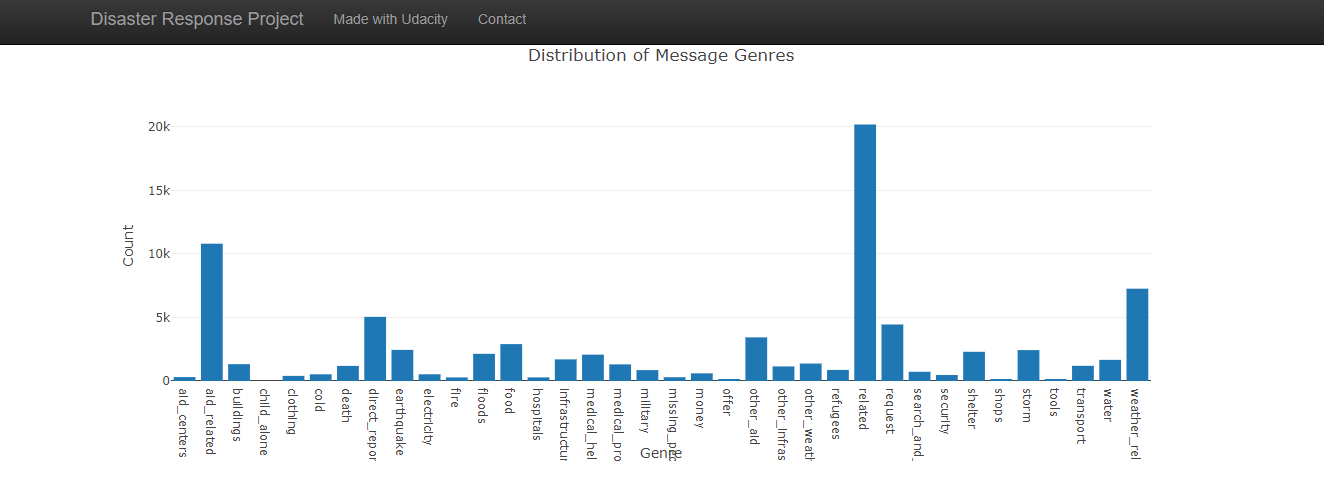 Disaster Response Project Made with Udacity Contact
Distribution of Message Genres
20k
15k
10k
5k
0
Count
aid_centers
aid_related
buildings
child_alone
clothing
cold
death
direct_repor
earthquake
electricity
fire
floods
food
hospitals
infrastructur
medical_hel
medical_pro
military
missing_peo
money
offer
other_aid
other_infras
other_weath
refugees
related
request
search_and_
security
shelter
shops
storm
tools
transport
water
weather_rel
Genre